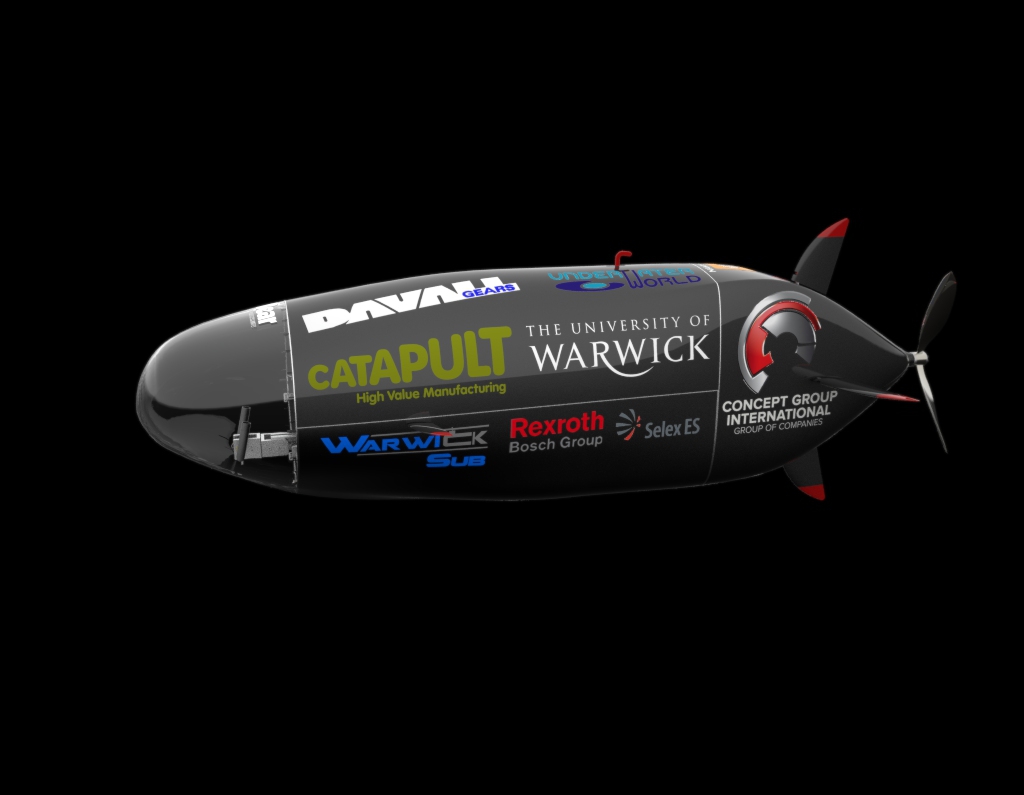 DAVALL
GEARS
UNDERWATER
WORLD
CATAPULT
High Value Manufacturing
THE UNIVERSITY OF
WARWICK
WARWICK
SUB
Rexroth
Bosch Group
Selex ES
CONCEPT GROUP
INTERNATIONAL
GROUP OF COMPANIES